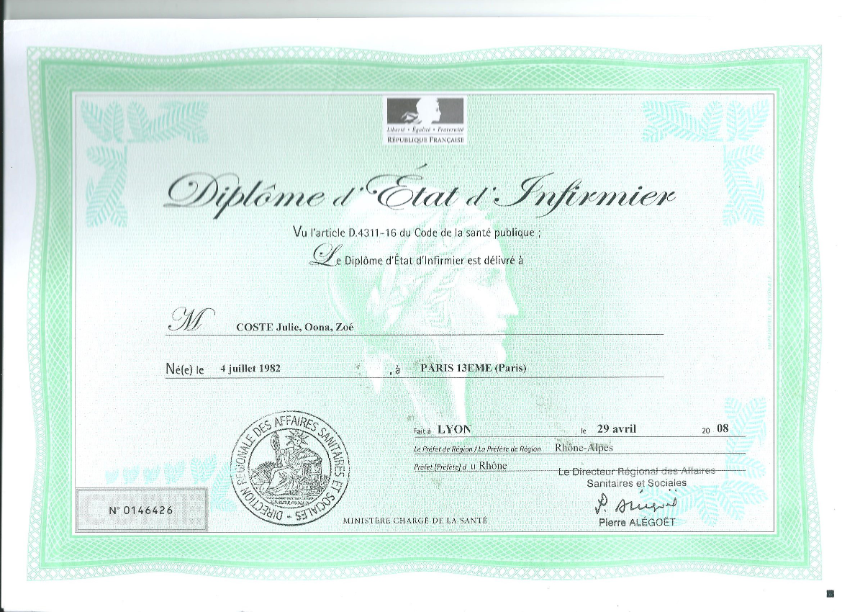 Liberté • Égalité • Fraternité
RÉPUBLIQUE FRANÇAISE
Diplôme d'État d'Infirmier
Vu l'article D.4311-16 du Code de la santé publique ;
Le Diplôme d'État d'Infirmier est délivré à
M COSTE Julie, Oona, Zoé
Né(e) le 4 juillet 1982 , à PARIS 13EME (Paris)
Fait à LYON le 29 avril 20 08
Le Préfet de Région / La Préfète de Région Rhône-Alpes
Préfet (Préfète) d u Rhône
Le Directeur Régional des Affaires
Sanitaires et Sociales
Pierre ALÉGOËT
DIRECTION RÉGIONALE DES AFFAIRES SANITAIRES ET SOCIALES
N° 0146426
MINISTÈRE CHARGÉ DE LA SANTÉ